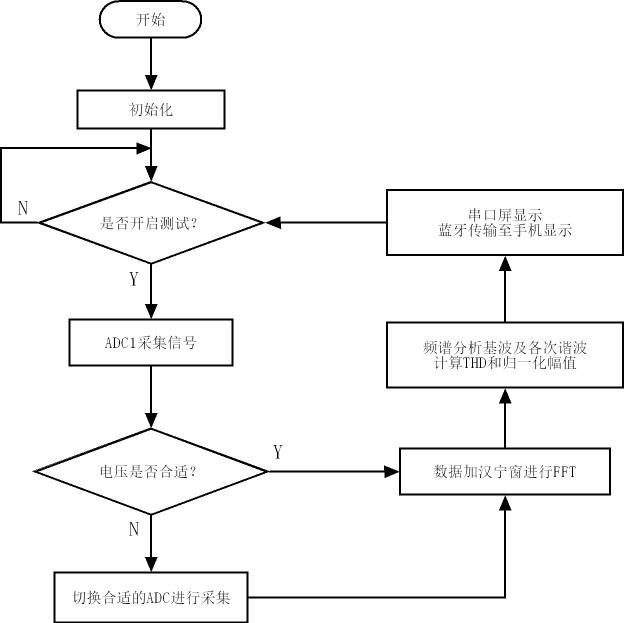 开始
初始化
是否开启测试?
N
Y
ADC1采集信号
电压是否合适?
Y
N
切换合适的ADC进行采集
数据加汉宁窗进行FFT
频谱分析基波及各次谐波
计算THD和归一化幅值
串口屏显示
蓝牙传输至手机显示